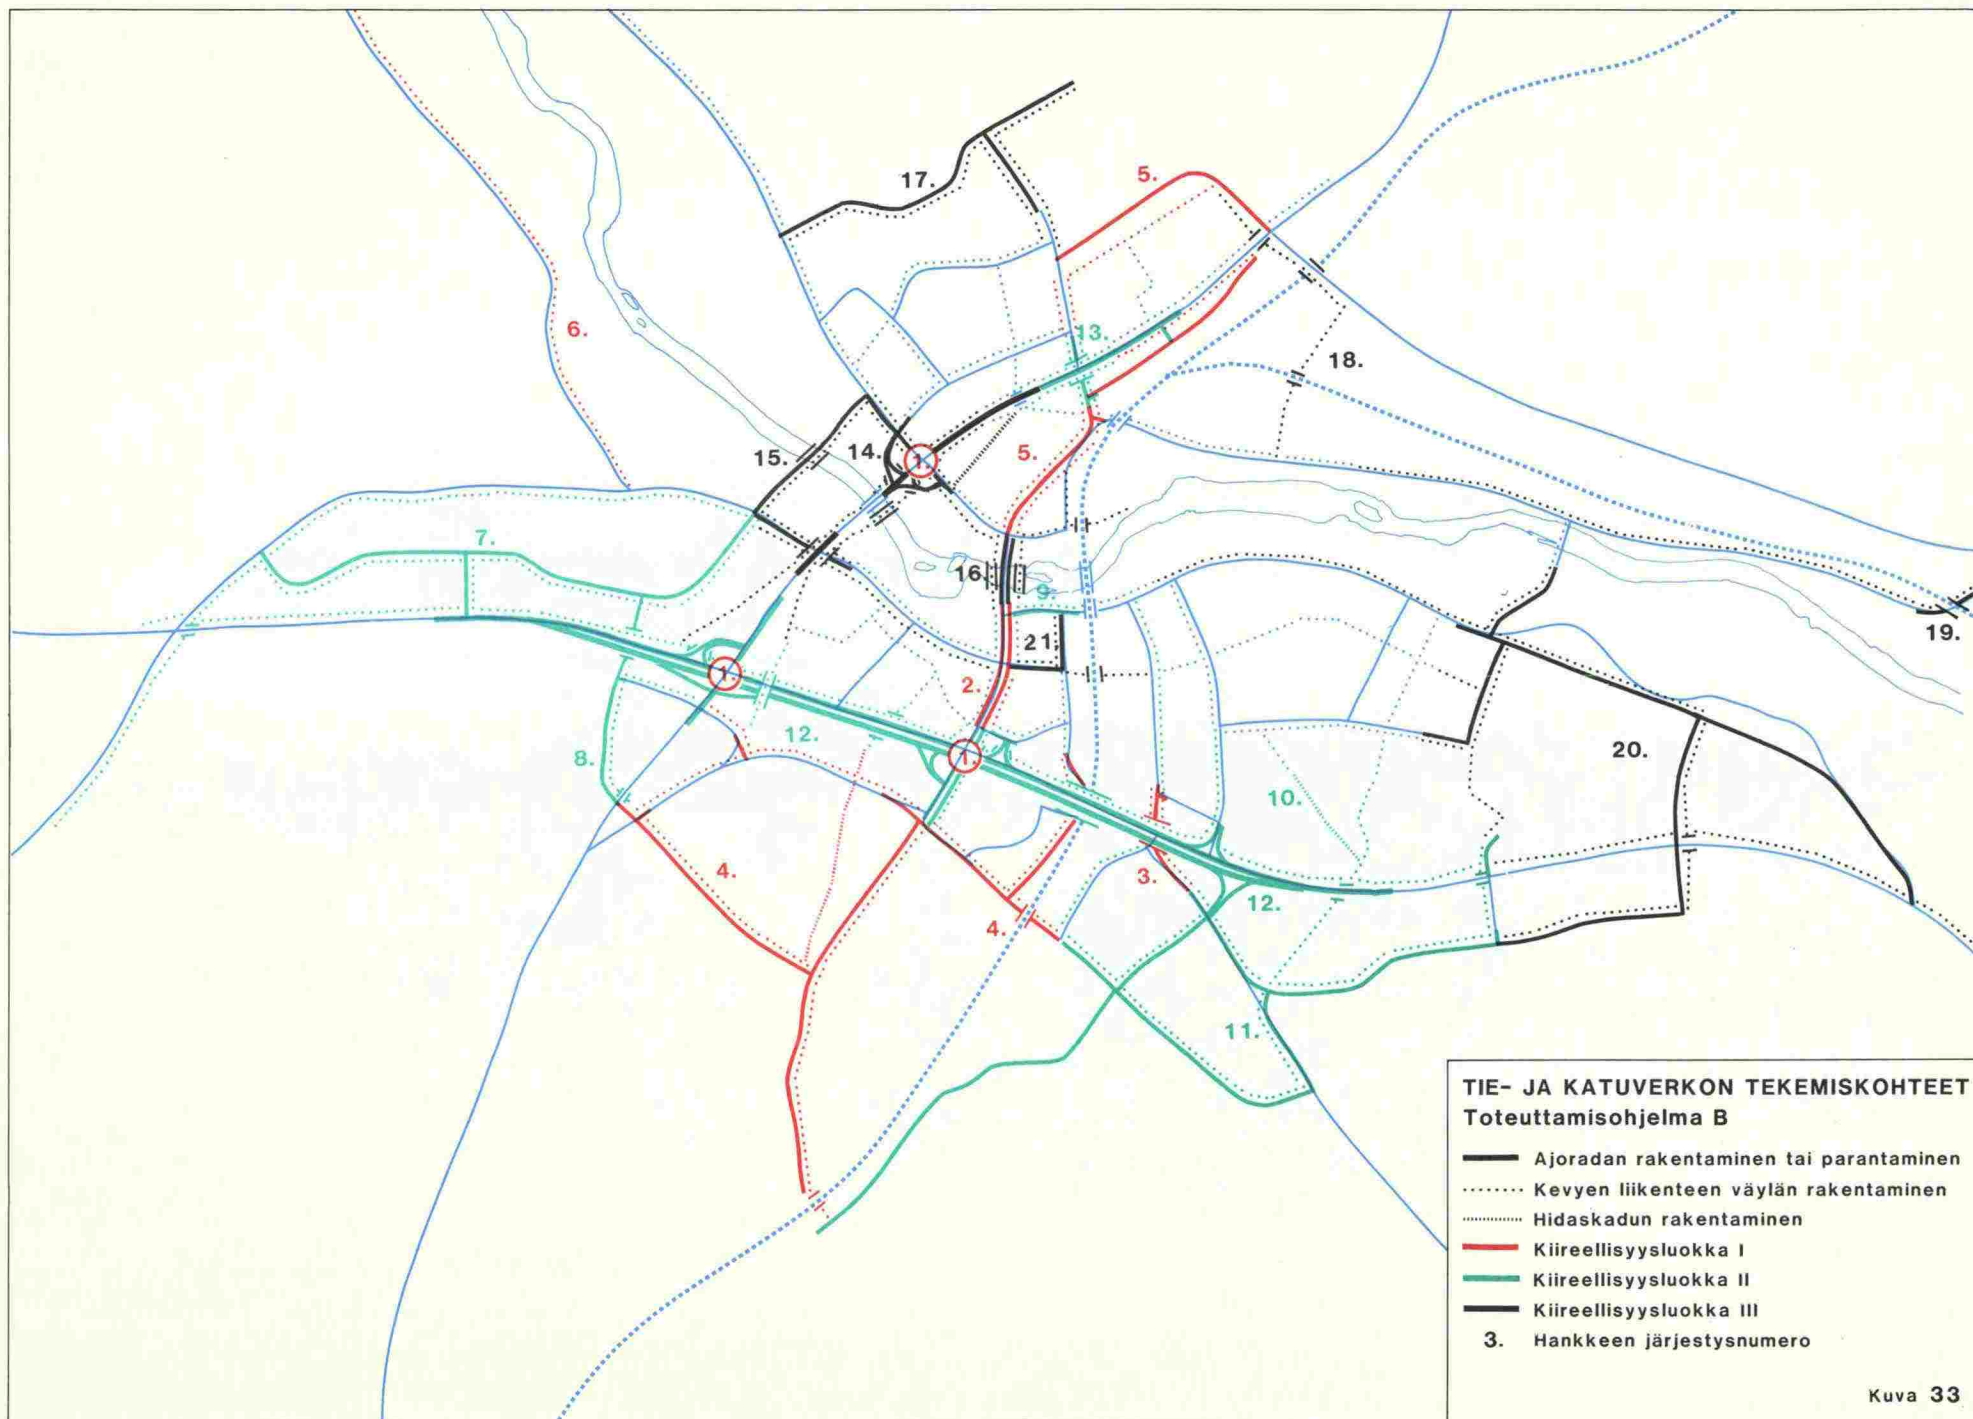 17.
5.
6.
13.
18.
15.
14.
1.
5.
7.
16.
9.
19.
21.
1.
2.
12.
1.
8.
20.
10.
4.
3.
12.
4.
11.
TIE- JA KATUVERKON TEKEMISKOHTEET
Toteuttamisohjelma B
Ajoradan rakentaminen tai parantaminen
Kevyen liikenteen väylän rakentaminen
Hidaskadun rakentaminen
Kiireellisyysluokka I
Kiireellisyysluokka II
Kiireellisyysluokka III
3. Hankkeen järjestysnumero
Kuva 33